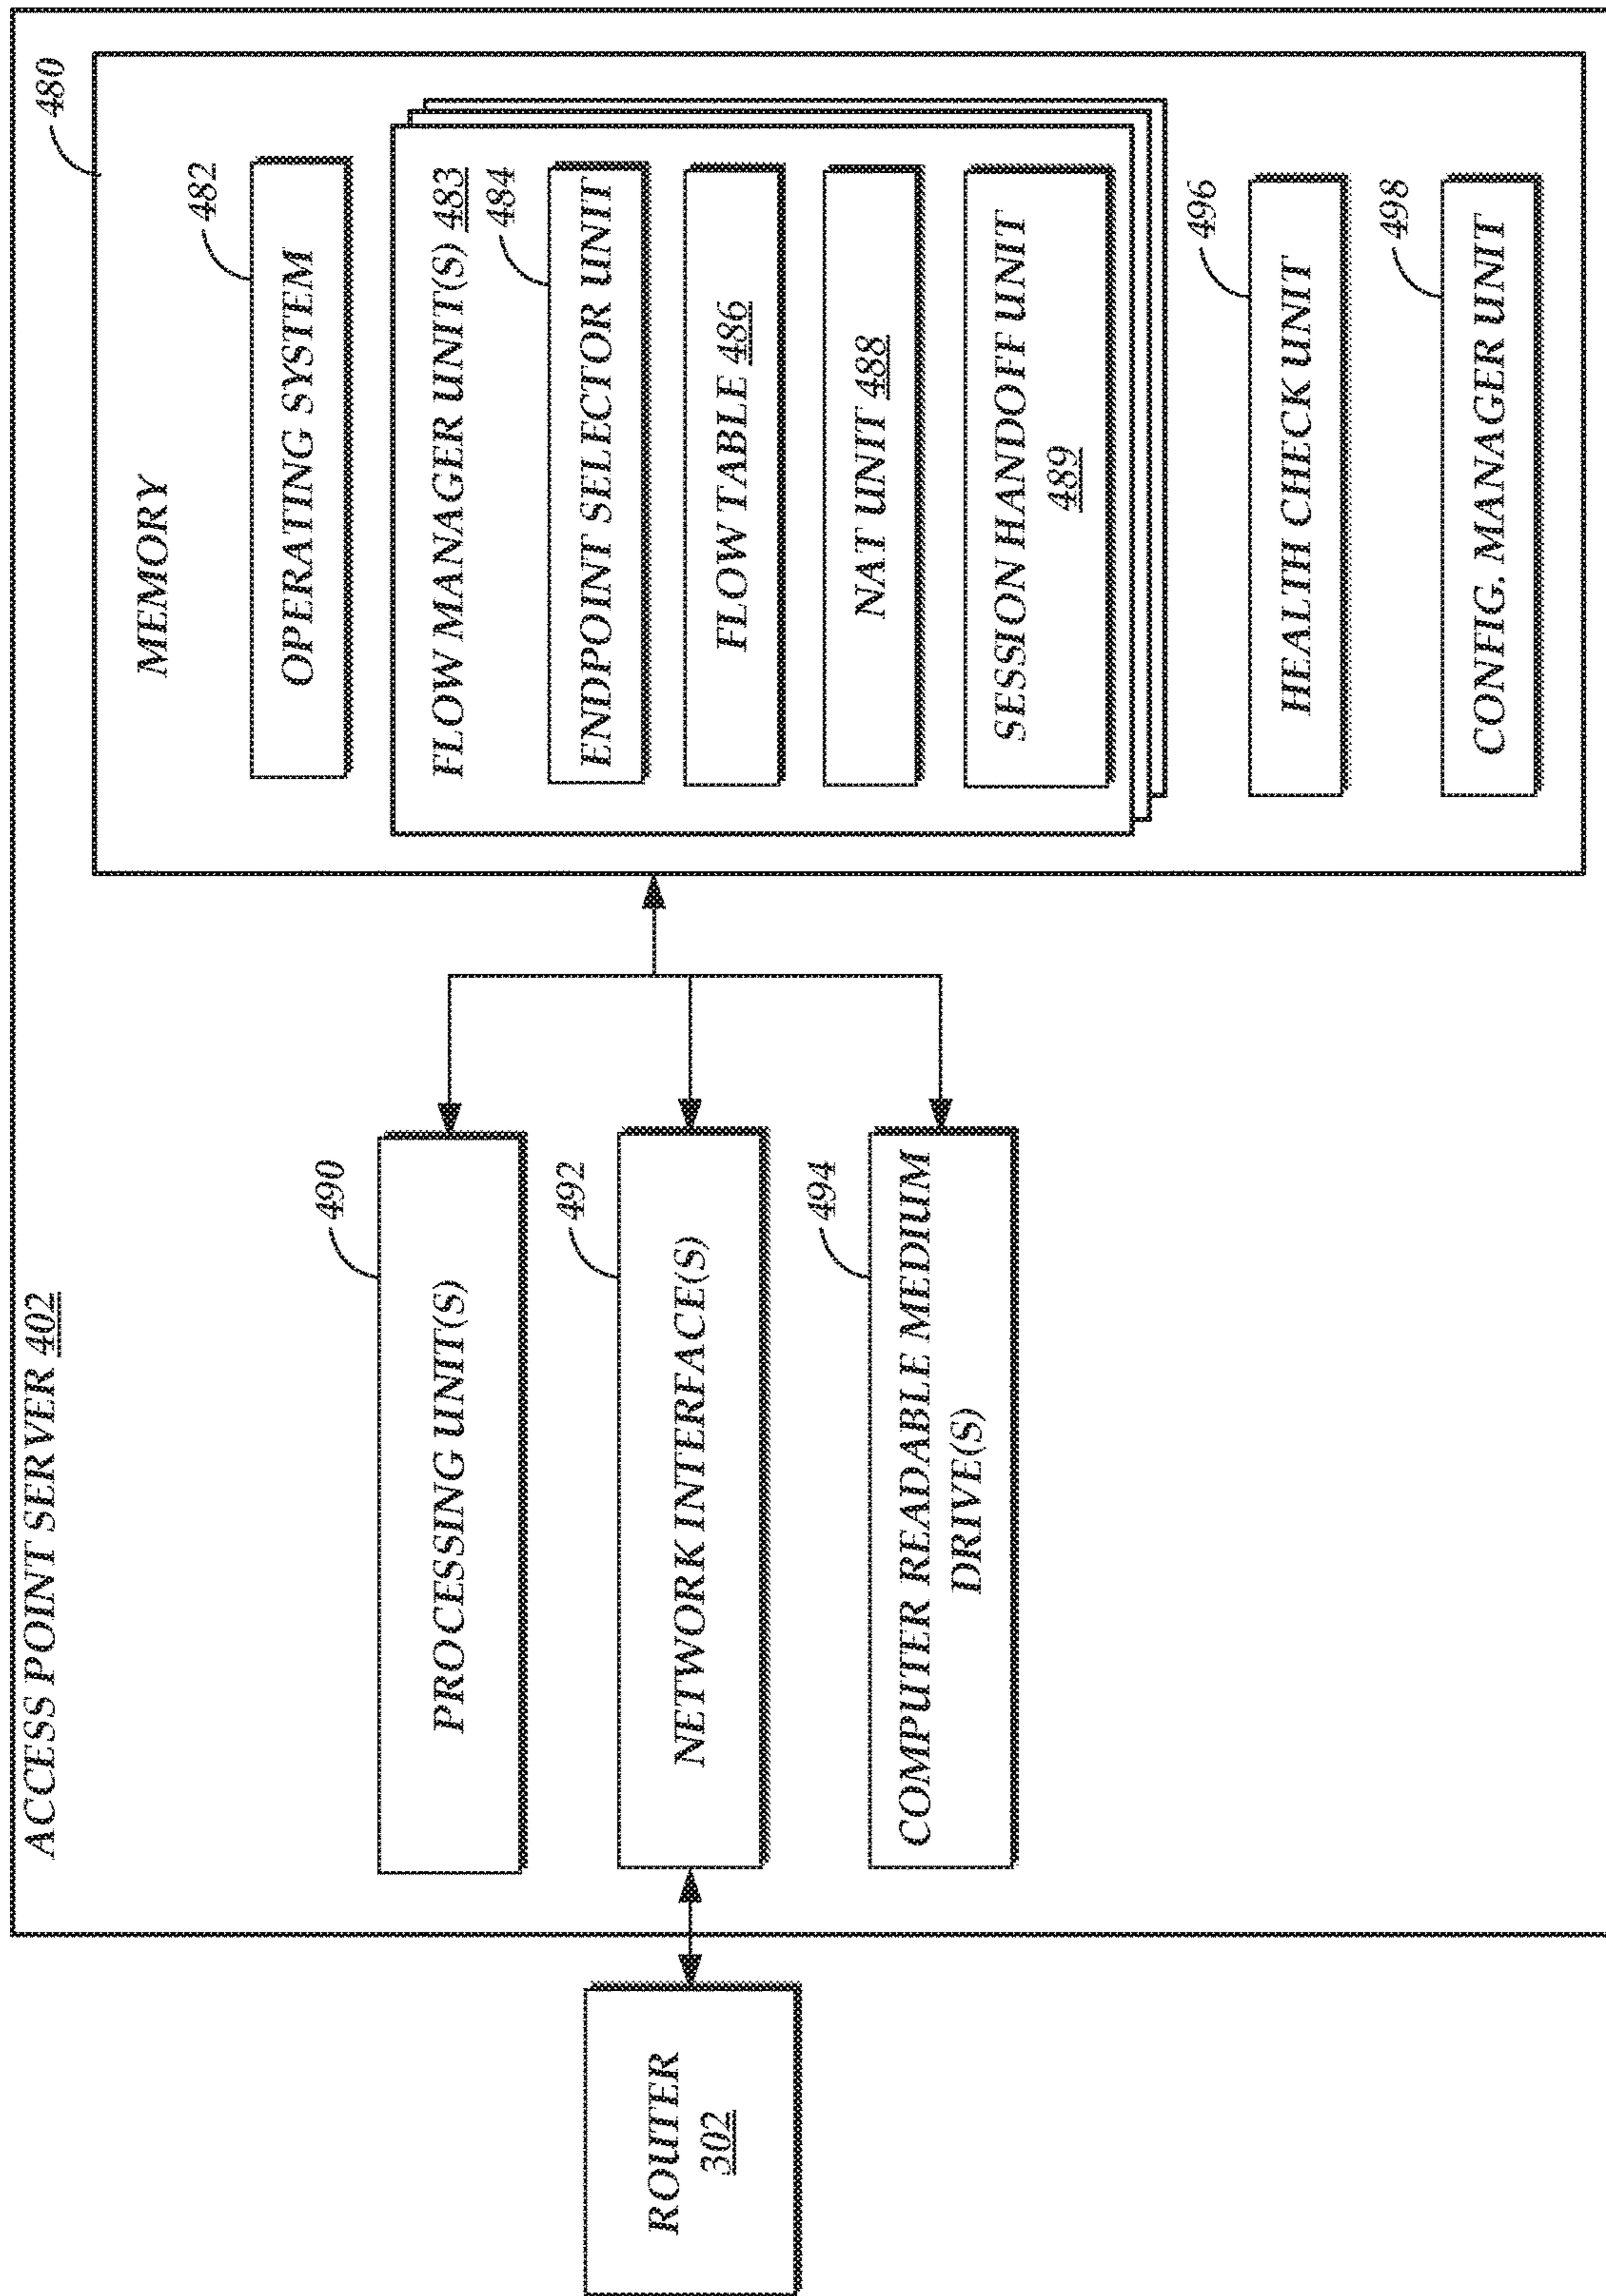 ACCESS POINT SERVER 402
ROUTER
302
490
PROCESSING UNIT(S)
492
NETWORK INTERFACE(S)
494
COMPUTER READABLE MEDIUM
DRIVE(S)
480
MEMORY
482
OPERATING SYSTEM
FLOW MANAGER UNIT(S) 483
484
ENDPOINT SELECTOR UNIT
FLOW TABLE 486
NAT UNIT 488
SESSION HANDOFF UNIT
489
496
HEALTH CHECK UNIT
498
CONFIG. MANAGER UNIT